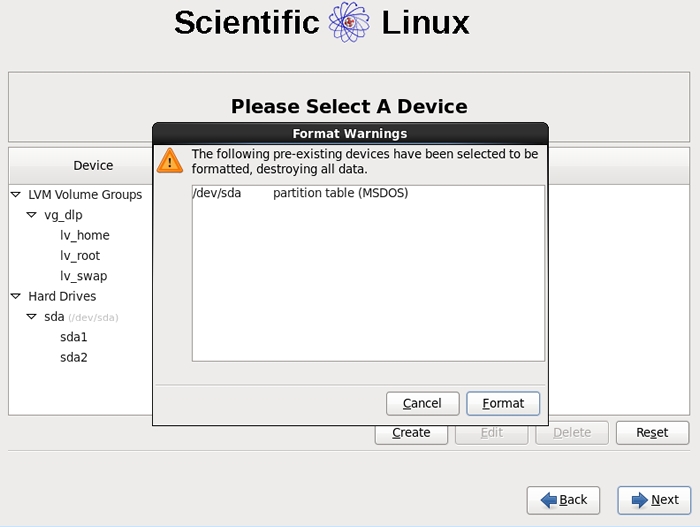 Scientific Linux
Please Select A Device
Format Warnings
The following pre-existing devices have been selected to be
formatted, destroying all data.
/dev/sda partition table (MSDOS)
Device
LVM Volume Groups
vg_dlp
lv_home
lv_root
lv_swap
Hard Drives
sda (/dev/sda)
sda1
sda2
Cancel Format
Create Edit Delete Reset
Back Next